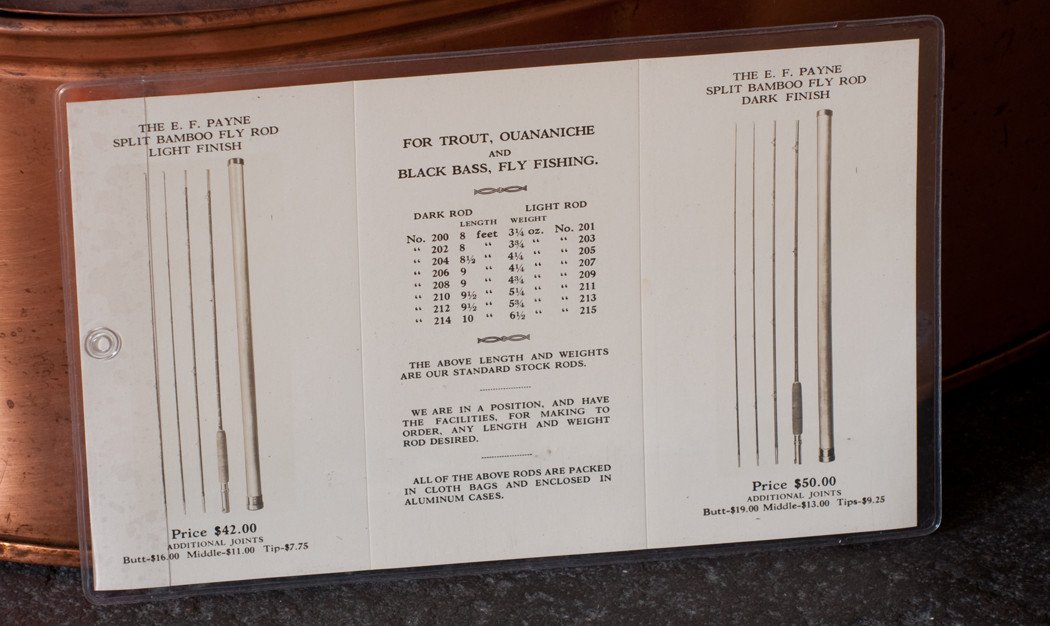 THE E. F. PAYNE
SPLIT BAMBOO FLY ROD
LIGHT FINISH
Price $42.00
ADDITIONAL JOINTS
Butt-$16.00 Middle-$11.00 Tip-$7.75
FOR TROUT, OUANANICHE
AND
BLACK BASS, FLY FISHING.
DARK ROD LIGHT ROD
LENGTH WEIGHT
No. 200 8 feet 3¼ oz. No. 201
“ 202 8 “ 3¾ “ “ 203
“ 204 8½ “ 4¼ “ “ 205
“ 206 9 “ 4¼ “ “ 207
“ 208 9 “ 4¾ “ “ 209
“ 210 9½ “ 5¼ “ “ 211
“ 212 9½ “ 5¾ “ “ 213
“ 214 10 “ 6½ “ “ 215
THE ABOVE LENGTH AND WEIGHTS
ARE OUR STANDARD STOCK RODS.
WE ARE IN A POSITION, AND HAVE
THE FACILITIES, FOR MAKING TO
ORDER, ANY LENGTH AND WEIGHT
ROD DESIRED.
ALL OF THE ABOVE RODS ARE PACKED
IN CLOTH BAGS AND ENCLOSED IN
ALUMINUM CASES.
THE E. F. PAYNE
SPLIT BAMBOO FLY ROD
DARK FINISH
Price $50.00
ADDITIONAL JOINTS
Butt-$19.00 Middle-$13.00 Tips-$9.25